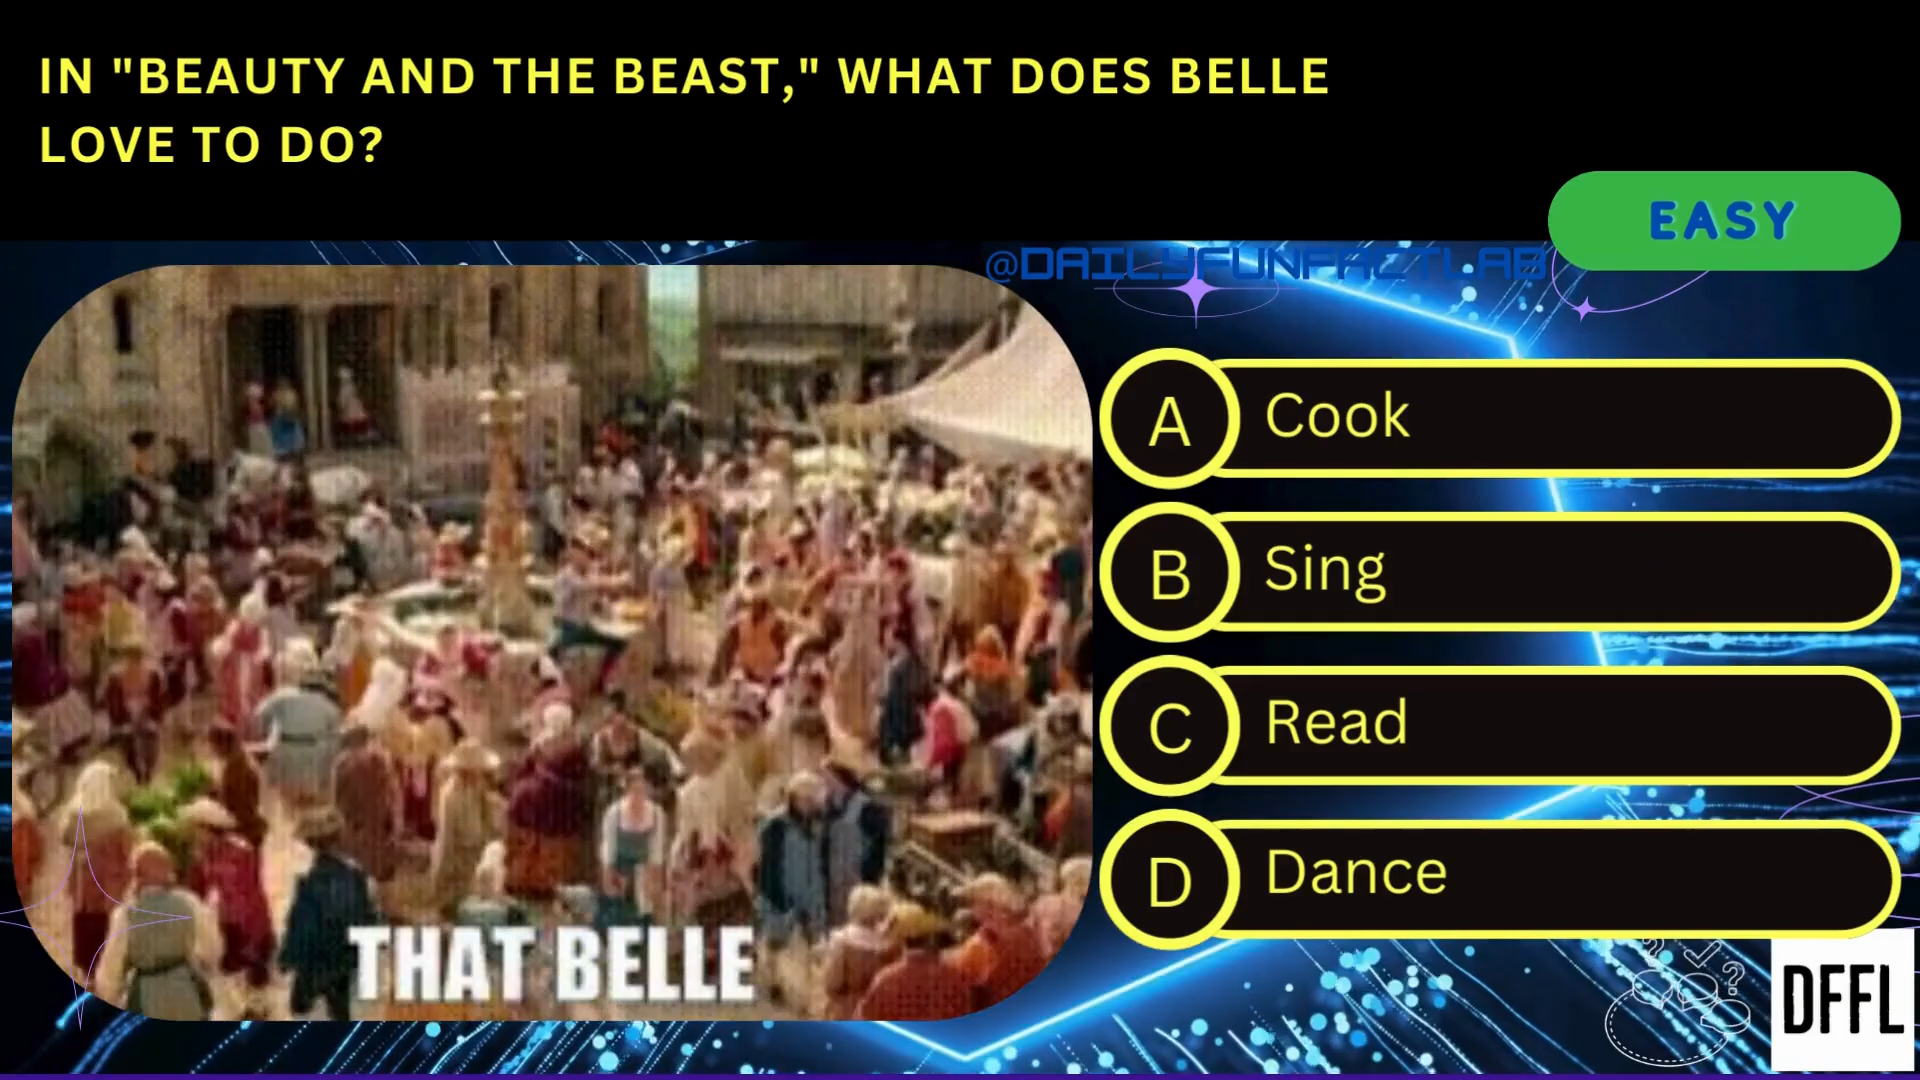 IN "BEAUTY AND THE BEAST," WHAT DOES BELLE
LOVE TO DO?
EASY
@DAILYFUNFACTLAB
A Cook
B Sing
C Read
D Dance
THAT BELLE
DFFL